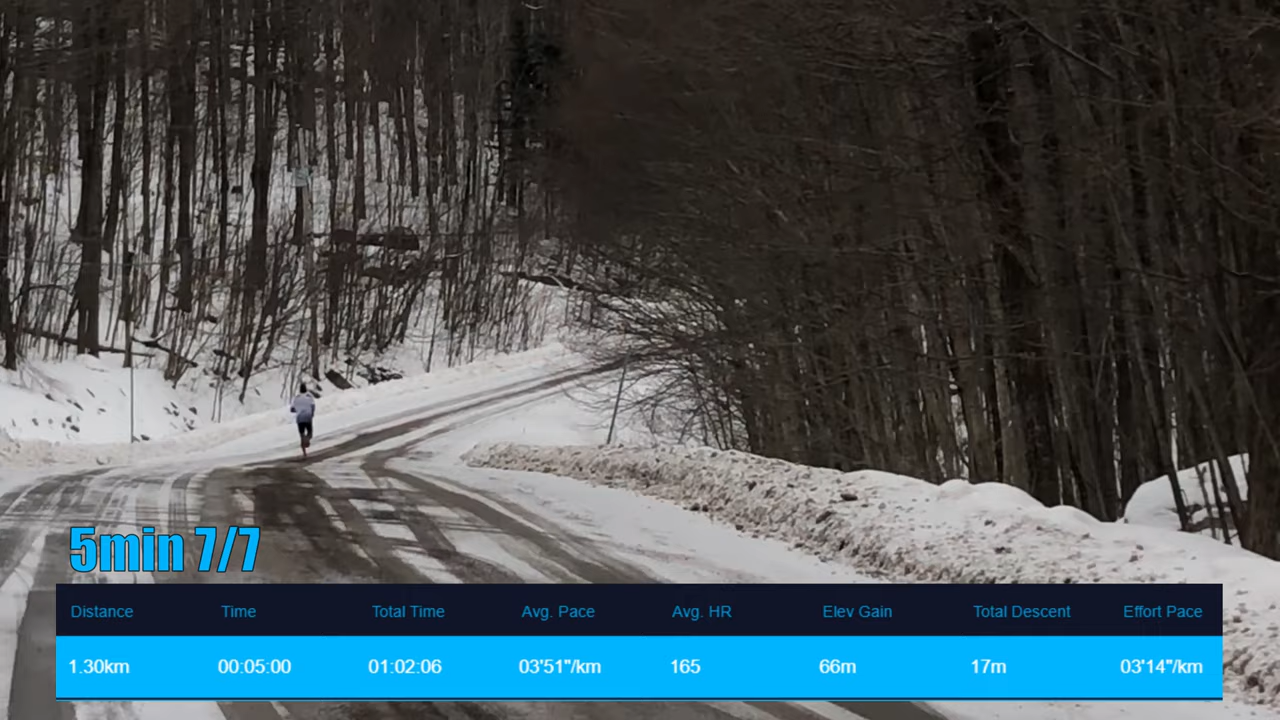 5min 7/7
Distance Time Total Time Avg. Pace Avg. HR Elev Gain Total Descent Effort Pace
1.30km 00:05:00 01:02:06 03'51"/km 165 66m 17m 03'14"/km